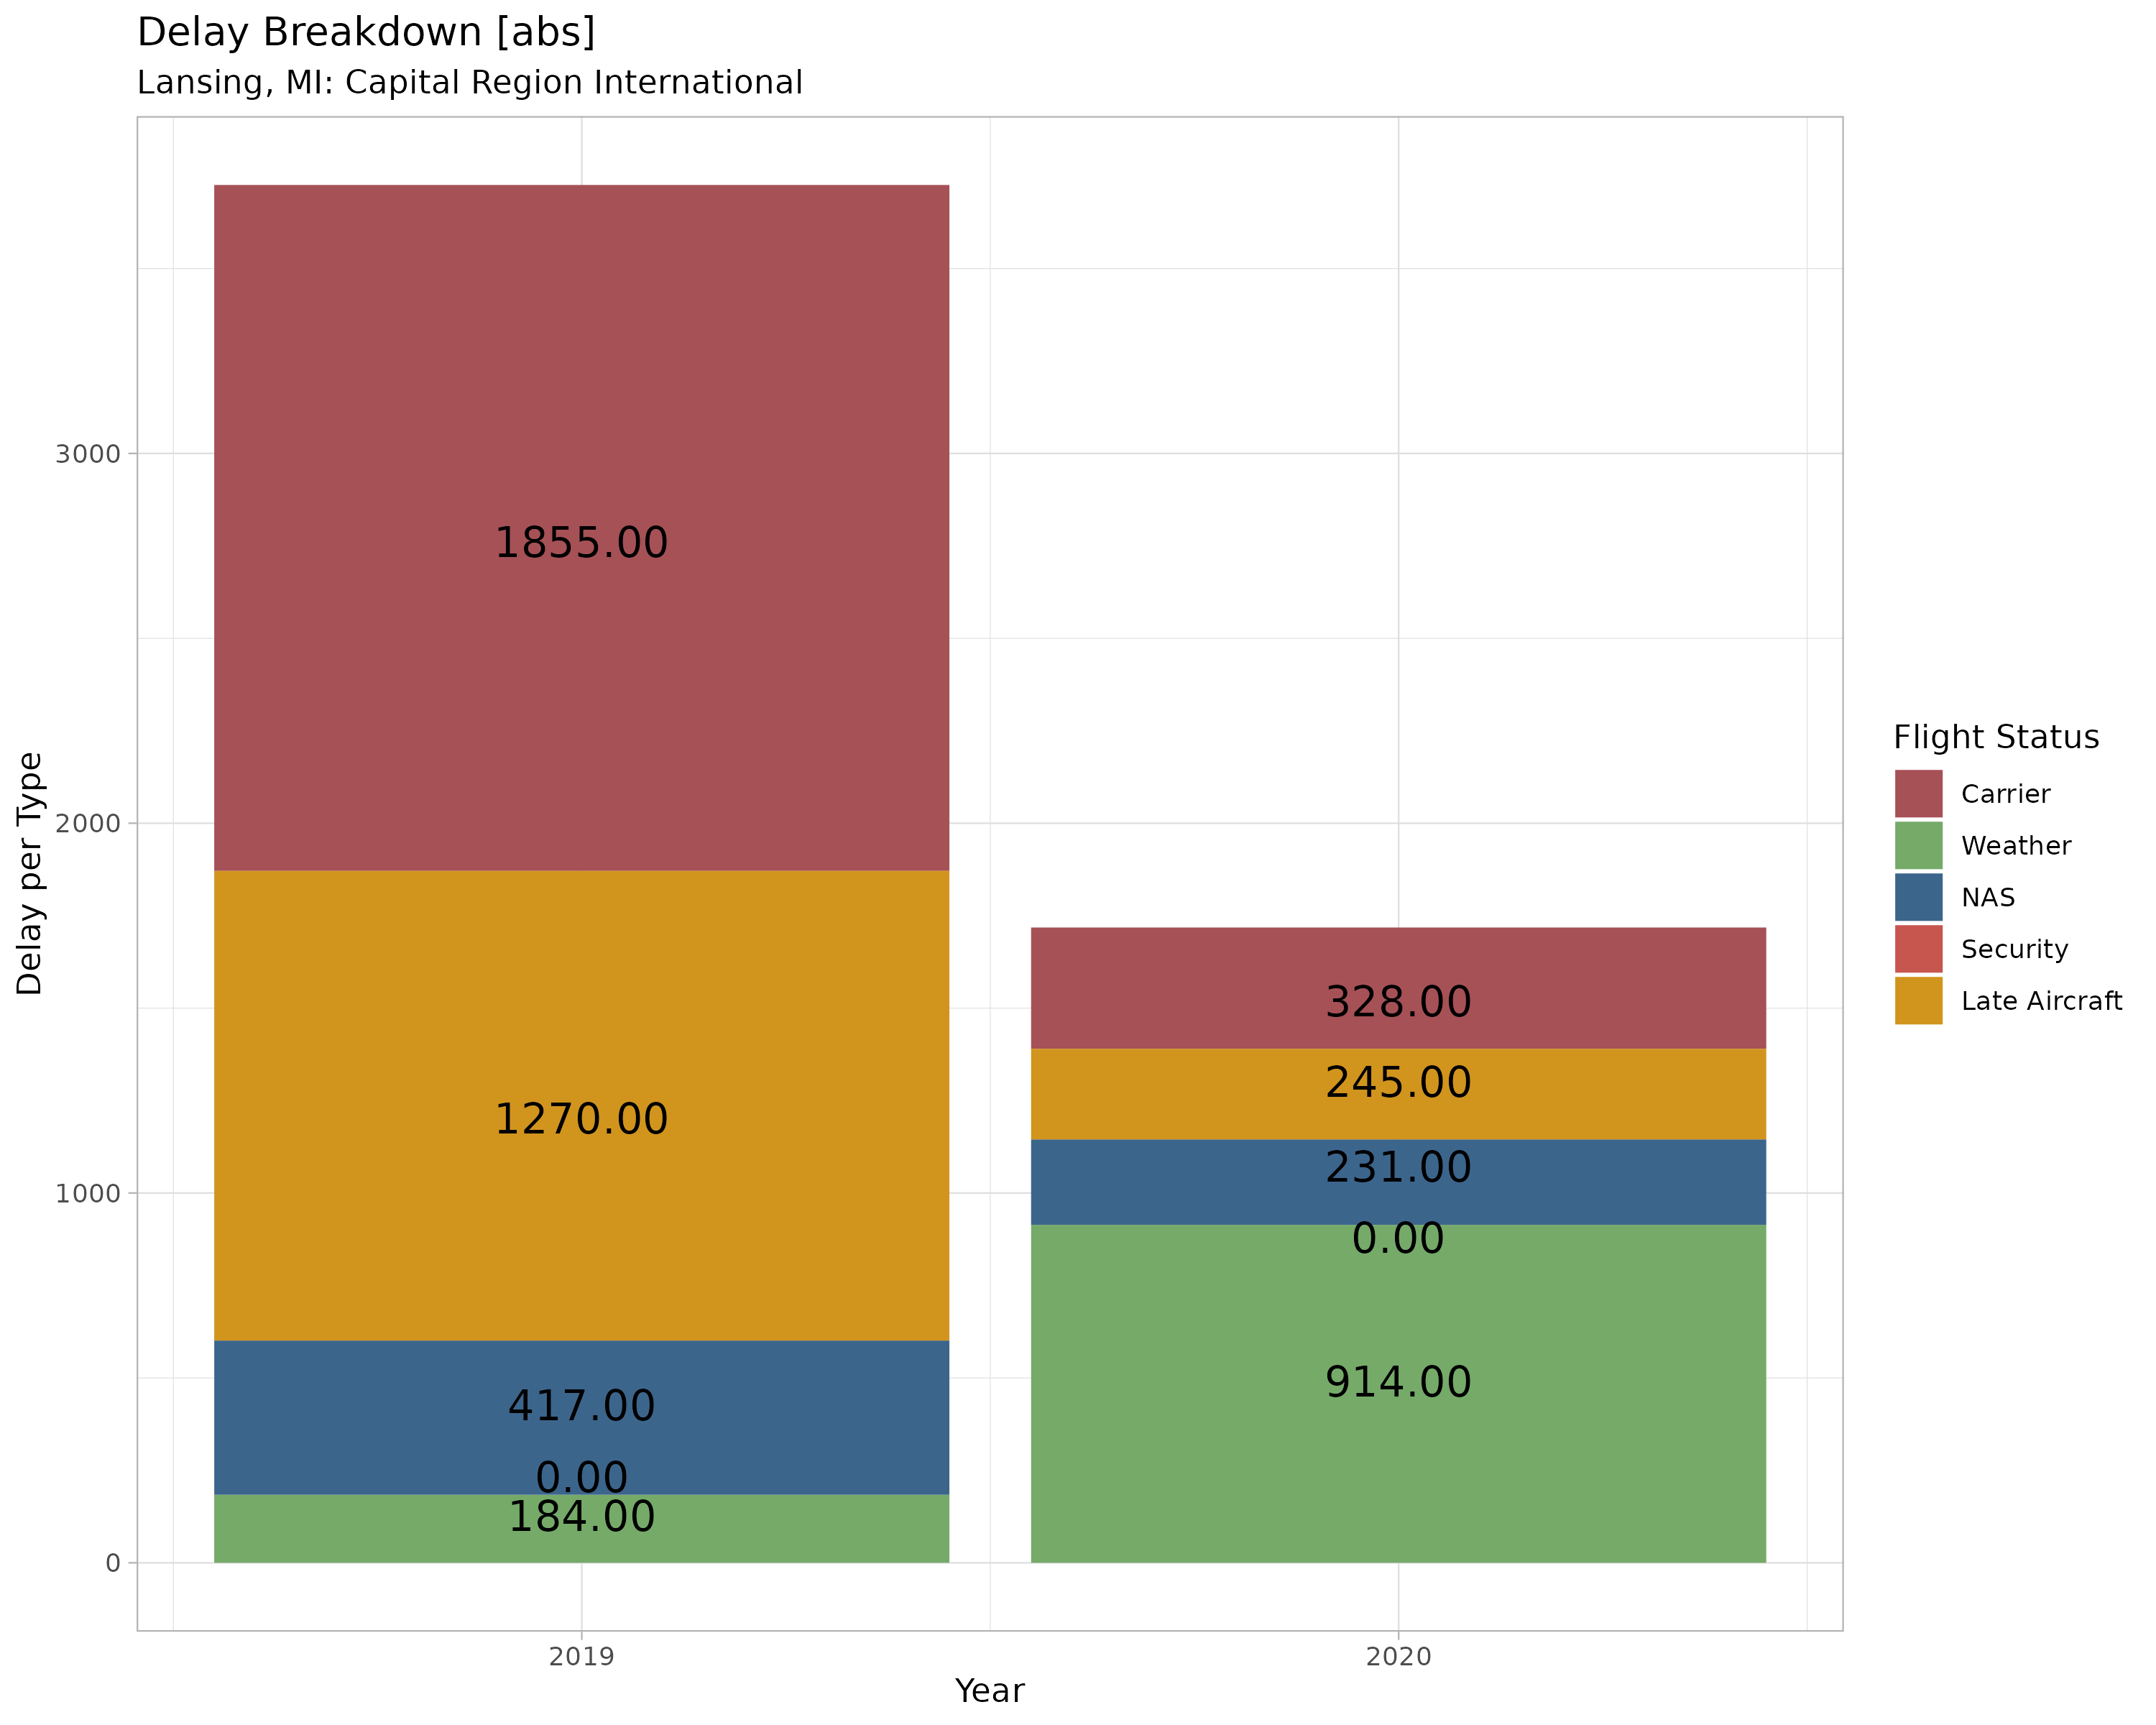 Delay Breakdown [abs]
Lansing, MI: Capital Region International
Delay per Type
3000
2000
1000
0
1855.00
1270.00
417.00
0.00
184.00
328.00
245.00
231.00
0.00
914.00
2019
2020
Year
Flight Status
Carrier
Weather
NAS
Security
Late Aircraft